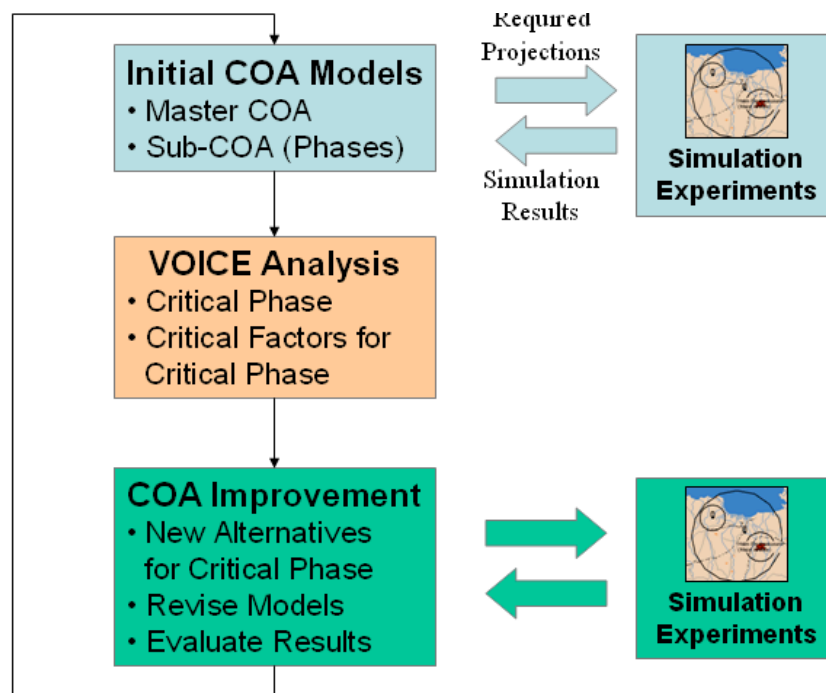 Initial COA Models
• Master COA
• Sub-COA (Phases)
Required
Projections
Simulation
Results
Simulation
Experiments
VOICE Analysis
• Critical Phase
• Critical Factors for
Critical Phase
COA Improvement
• New Alternatives
for Critical Phase
• Revise Models
• Evaluate Results
Simulation
Experiments